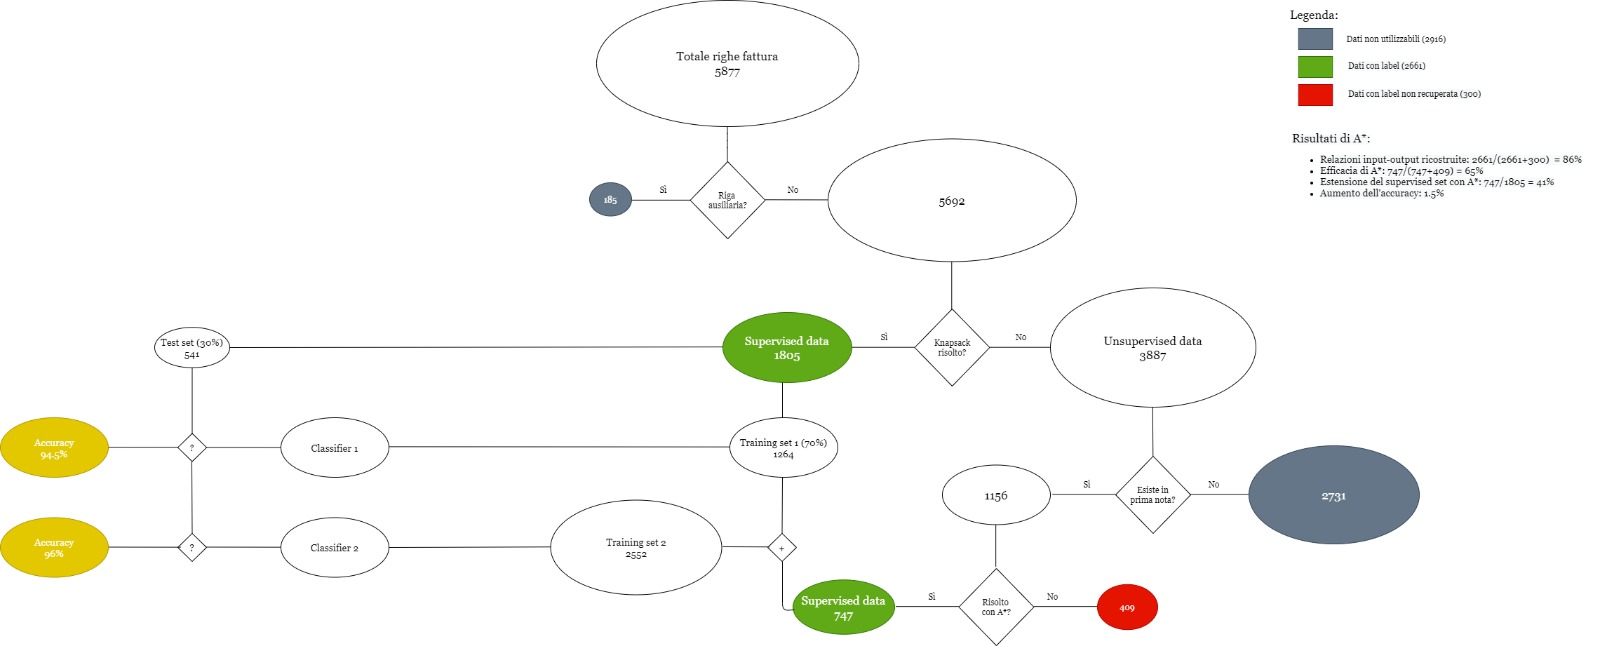 Legenda:
Dati non utilizzabili (2916)
Dati con label (2661)
Dati con label non recuperata (300)
Risultati di A*:
• Relazioni input-output ricostruite: 2661/(2661+300) = 86%
• Efficacia di A*: 747/(747+409) = 65%
• Estensione del supervised set con A*: 747/1805 = 41%
• Aumento dell'accuracy: 1.5%
Totale righe fattura
5877
185
Sì
Riga
ausiliaria?
No
5692
Test set (30%)
541
Supervised data
1805
Sì
Knapsack
risolto?
No
Unsupervised data
3887
Accuracy
94.5%
?
Classifier 1
Training set 1 (70%)
1264
1156
Sì
Esiste in
prima nota?
No
2731
Accuracy
96%
?
Classifier 2
Training set 2
2552
+
Supervised data
747
Sì
Risolto
con A*?
No
409